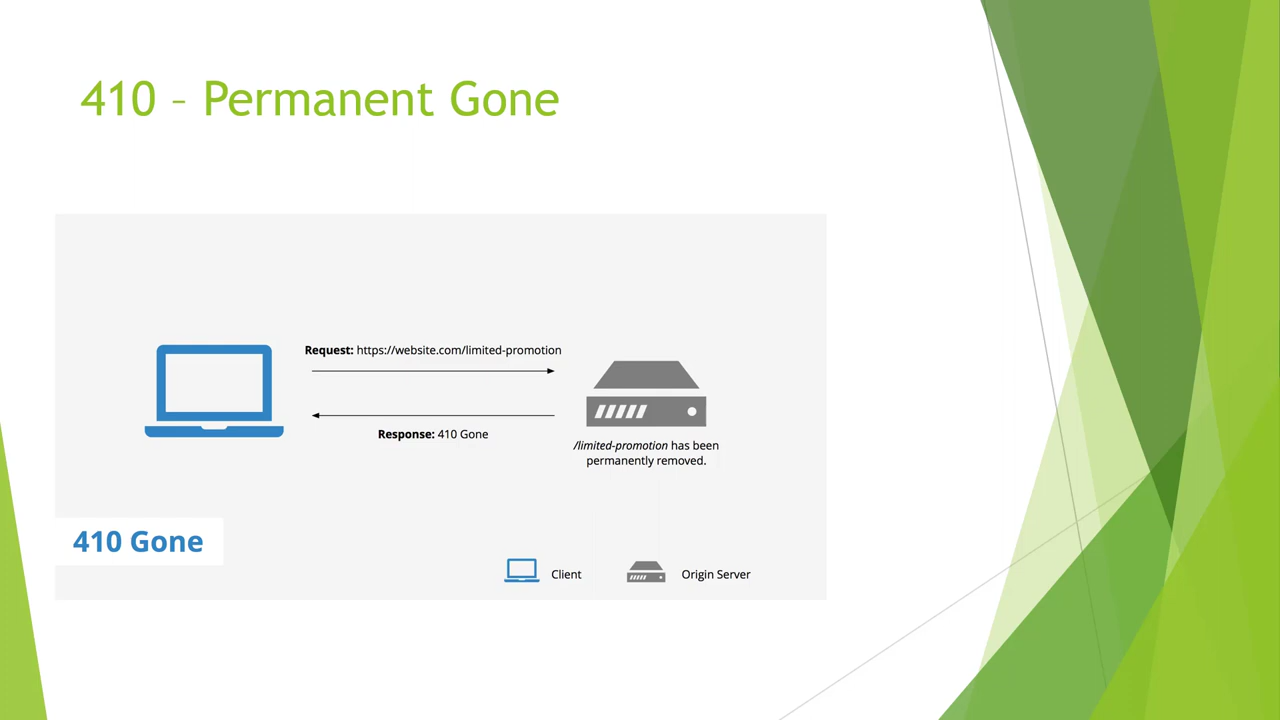 410 – Permanent Gone
Request: https://website.com/limited-promotion
Response: 410 Gone
/limited-promotion has been
permanently removed.
410 Gone
Client
Origin Server